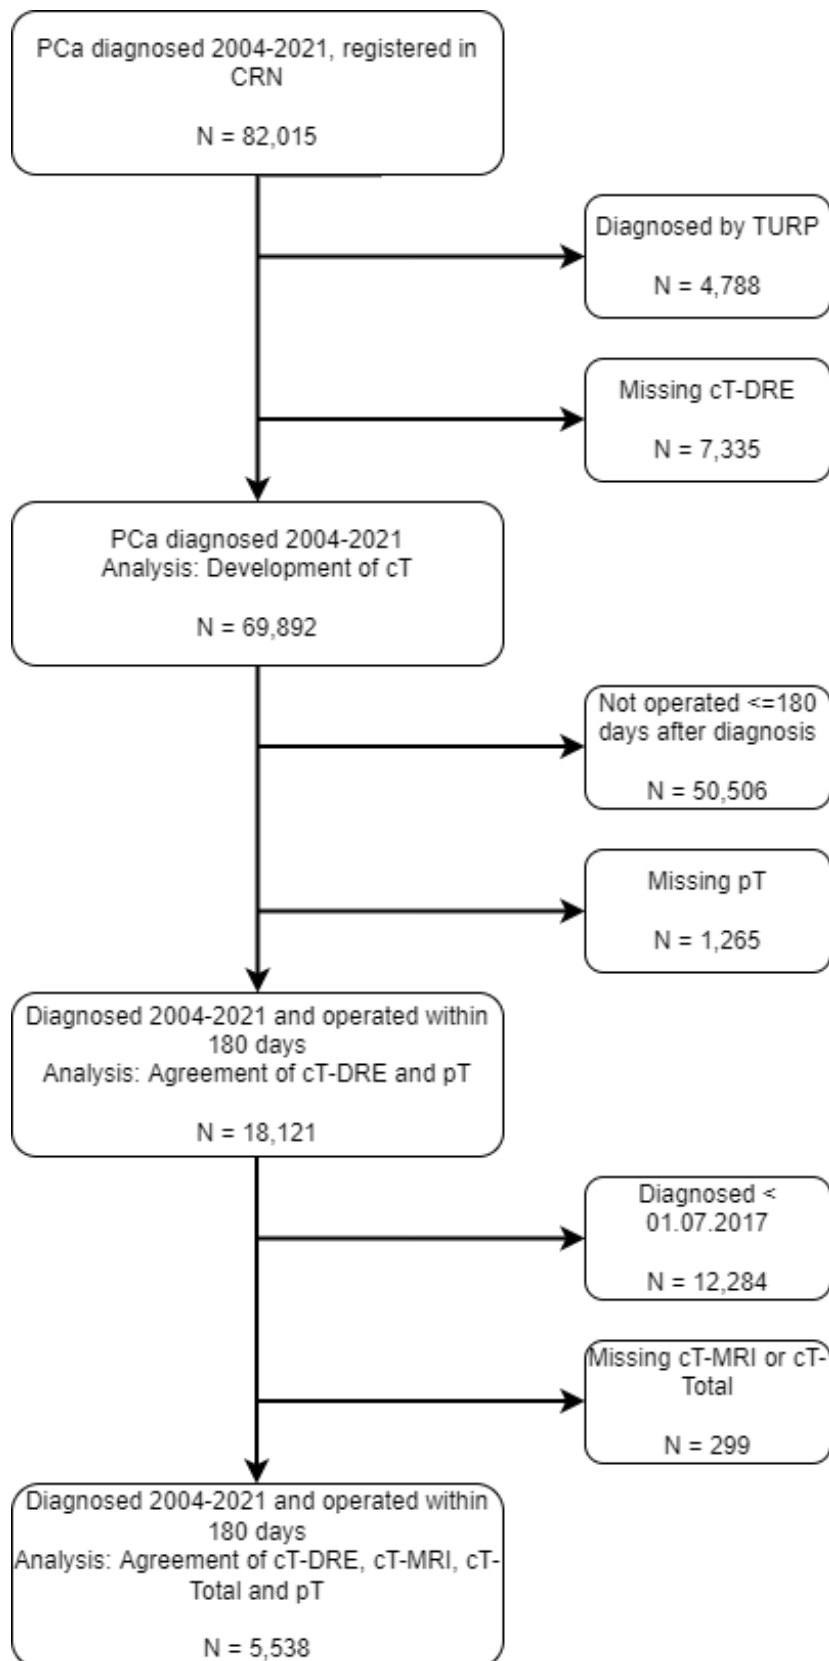 PCa diagnosed 2004-2021, registered in
CRN
N = 82,015
Diagnosed by TURP
N = 4,788
Missing cT-DRE
N = 7,335
PCa diagnosed 2004-2021
Analysis: Development of cT
N = 69,892
Not operated <=180
days after diagnosis
N = 50,506
Missing pT
N = 1,265
Diagnosed 2004-2021 and operated within
180 days
Analysis: Agreement of cT-DRE and pT
N = 18,121
Diagnosed <
01.07.2017
N = 12,284
Missing cT-MRI or cT-
Total
N = 299
Diagnosed 2004-2021 and operated within
180 days
Analysis: Agreement of cT-DRE, cT-MRI, cT-
Total and pT
N = 5,538